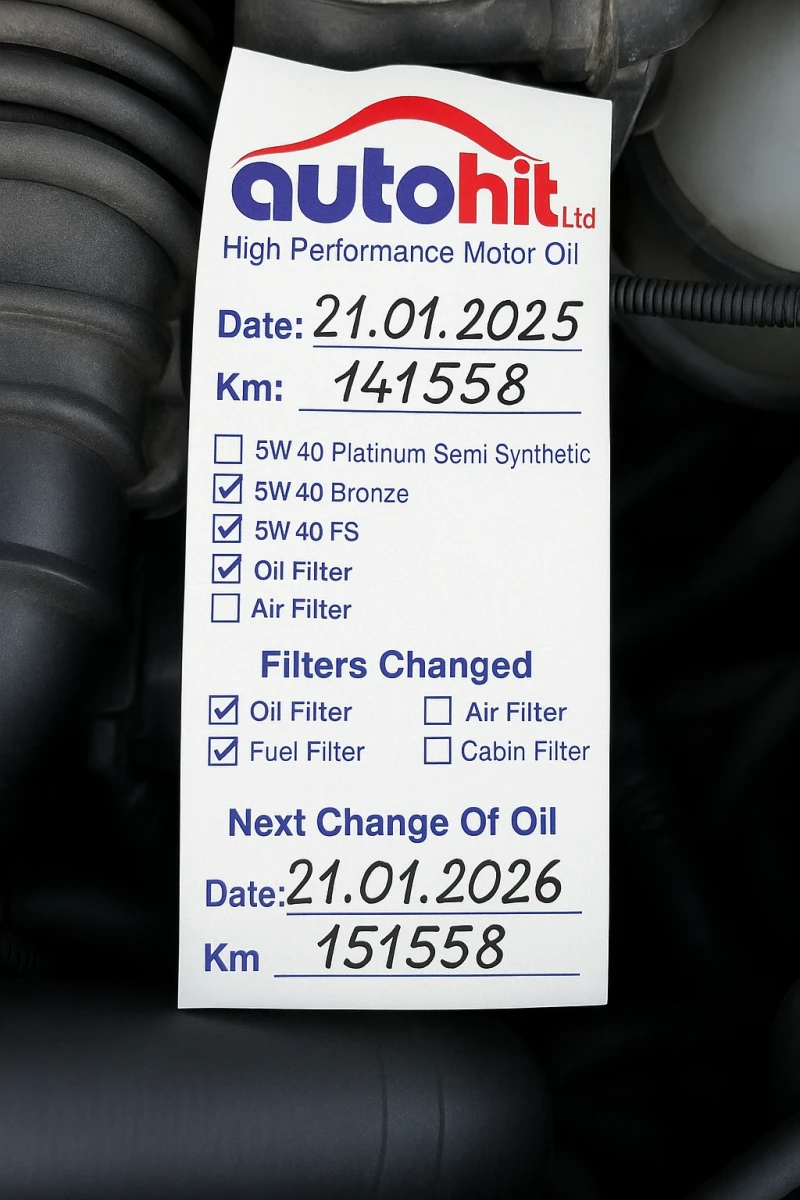 autohit Ltd
High Performance Motor Oil
Date: 21.01.2025
Km: 141558
5W 40 Platinum Semi Synthetic
5W 40 Bronze
5W 40 FS
Oil Filter
Air Filter
Filters Changed
Oil Filter Air Filter
Fuel Filter Cabin Filter
Next Change Of Oil
Date: 21.01.2026
Km 151558